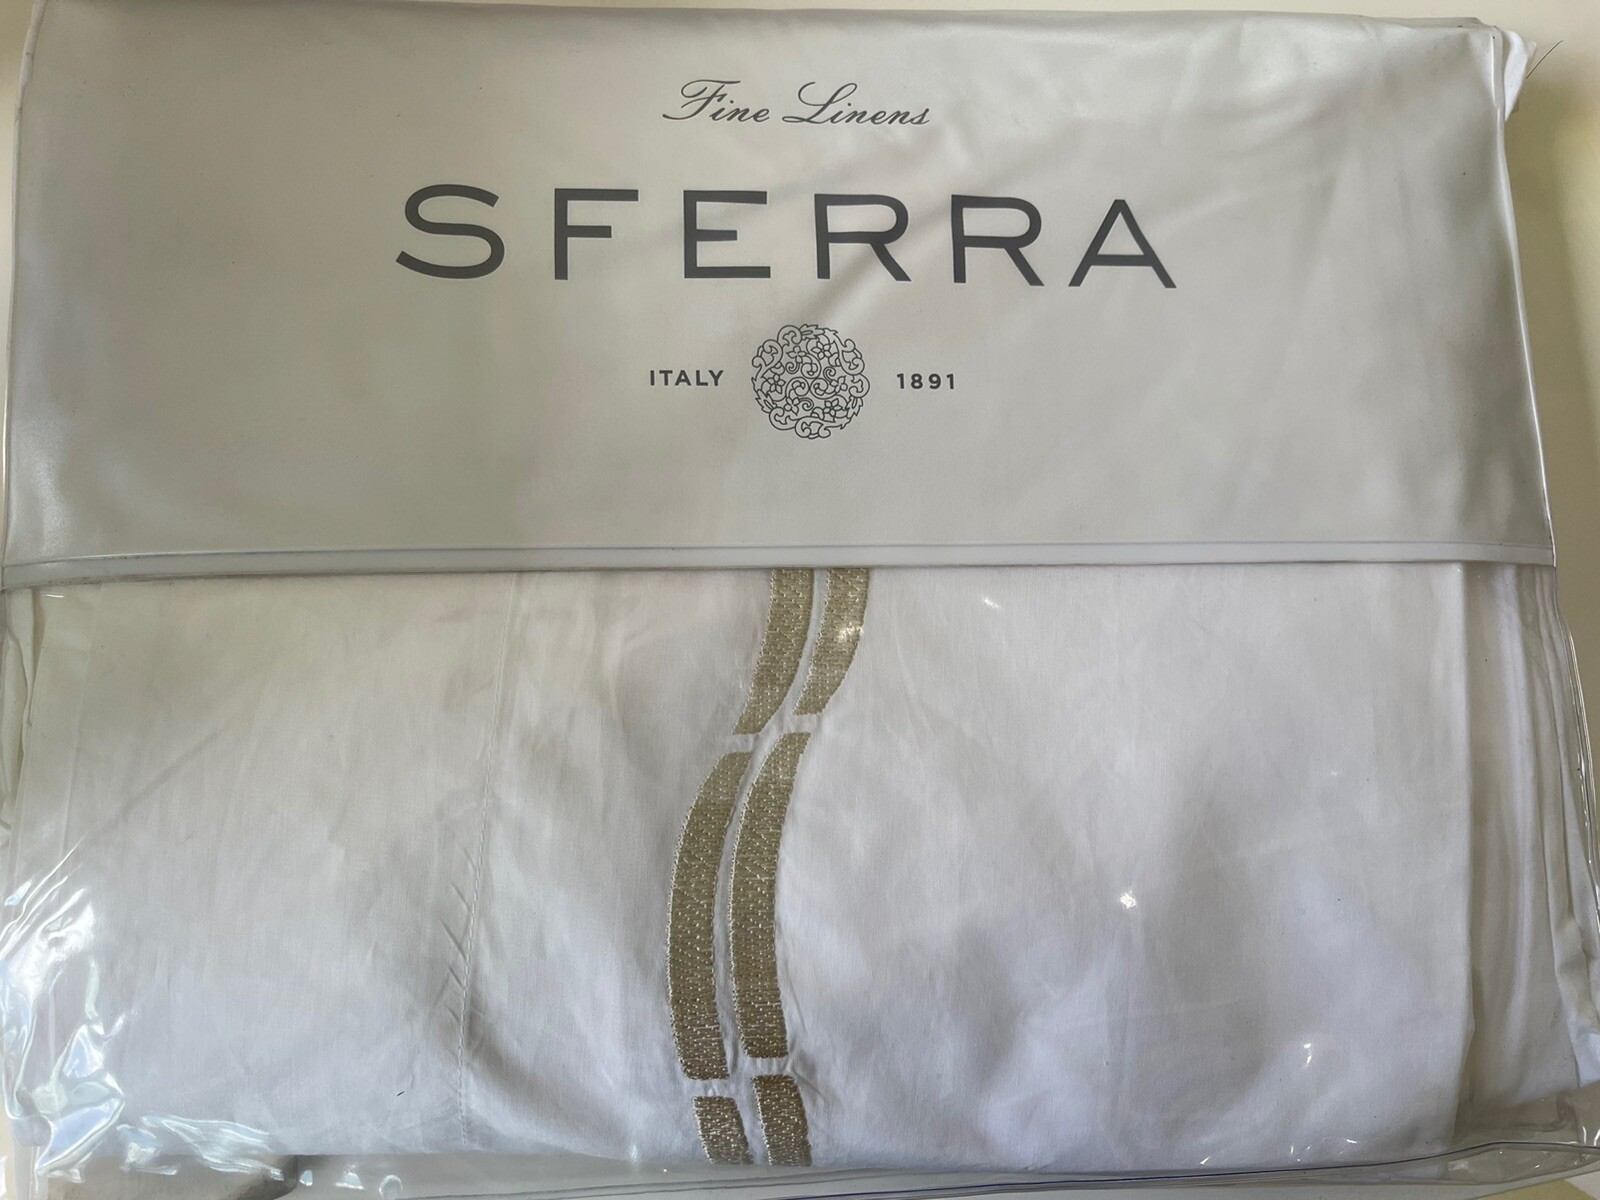 Fine Linens
SFERRA
ITALY 1891